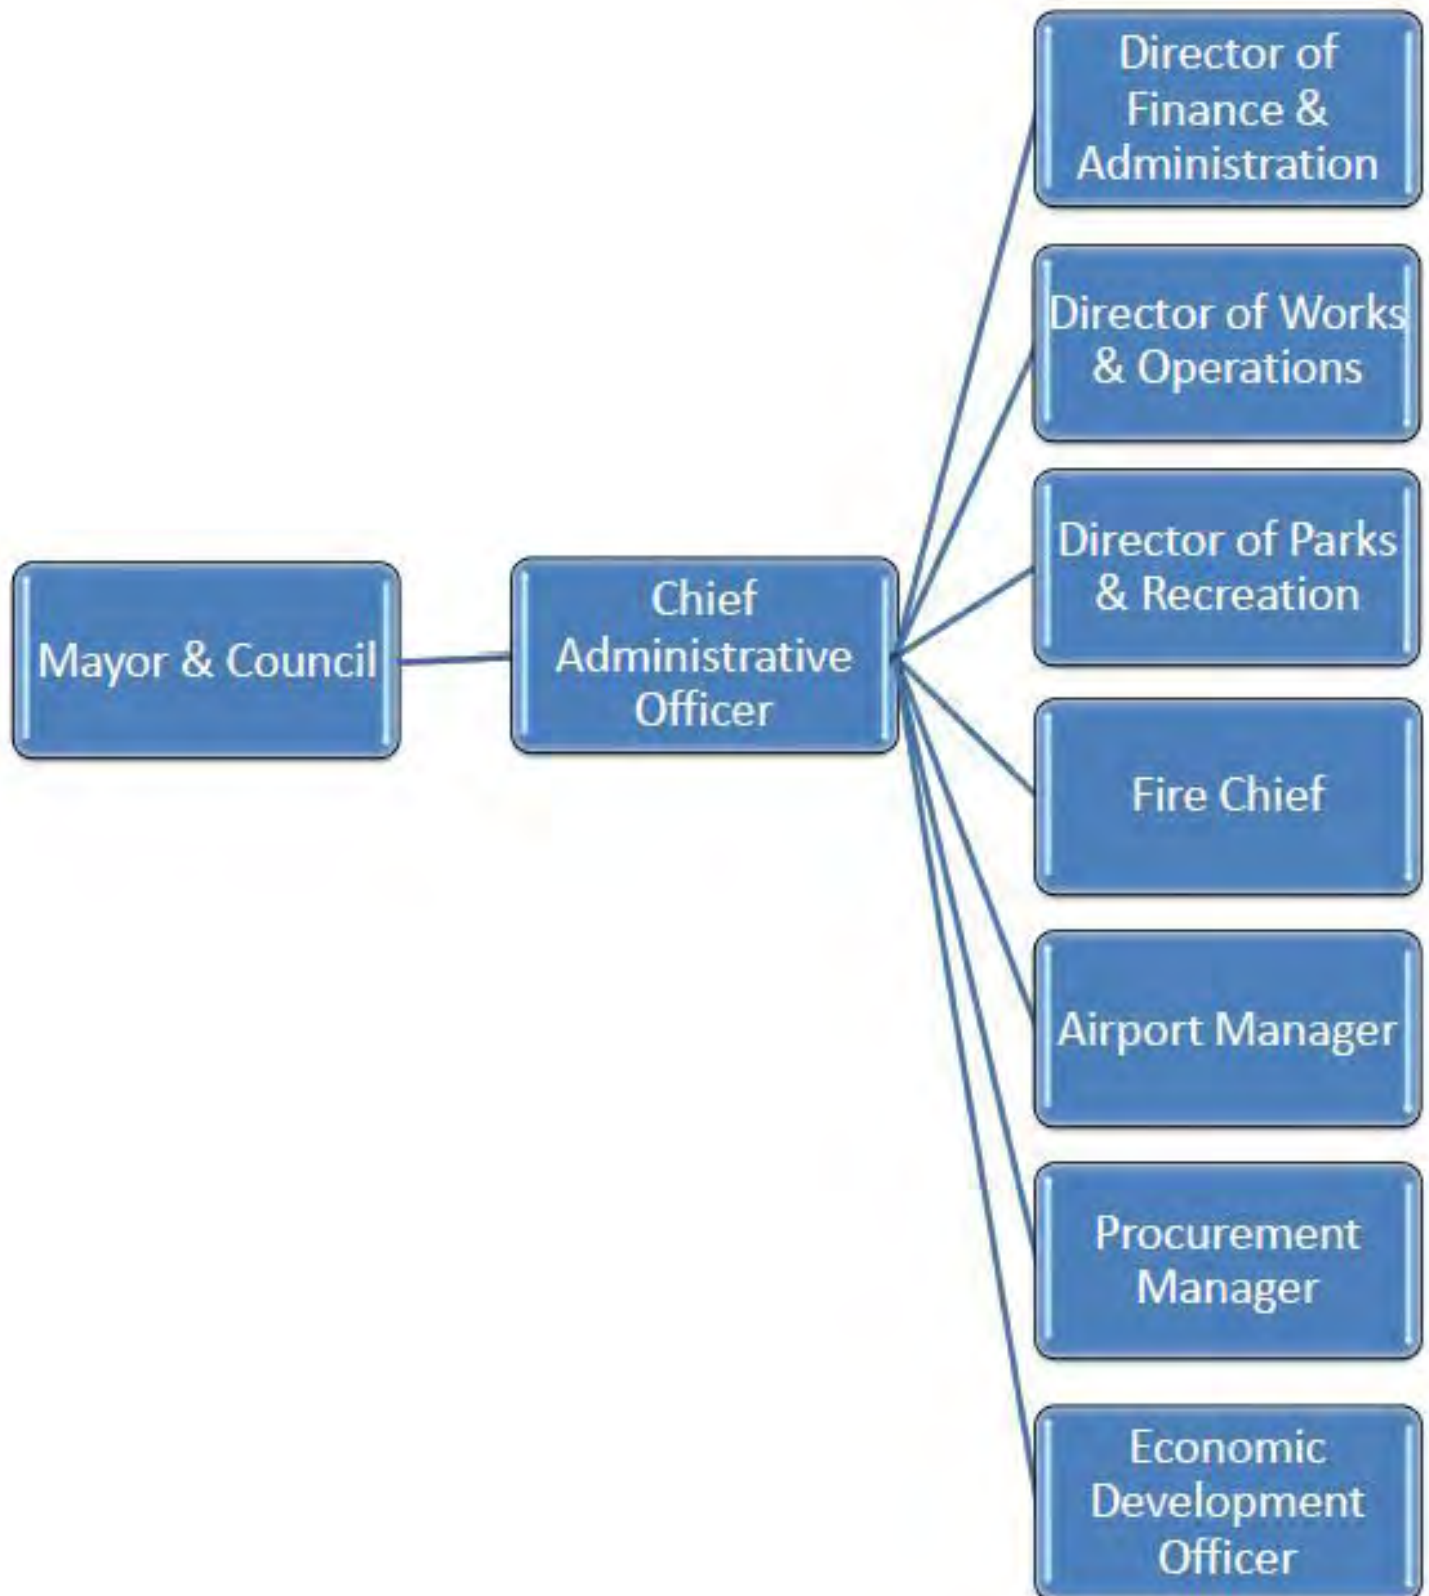 Mayor & Council
Chief
Administrative
Officer
Director of
Finance &
Administration
Director of Works
& Operations
Director of Parks
& Recreation
Fire Chief
Airport Manager
Procurement
Manager
Economic
Development
Officer